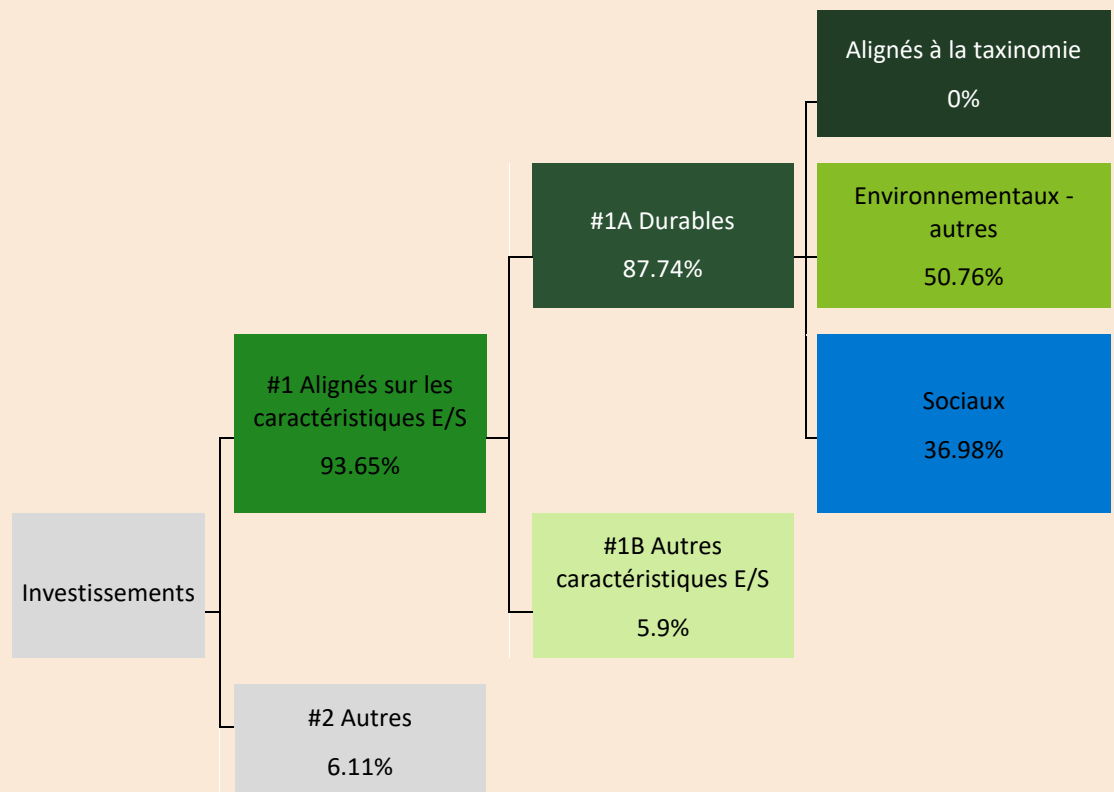 Alignés à la taxinomie
0%
#1A Durables
87.74%
Environnementaux -
autres
50.76%
#1 Alignés sur les
caractéristiques E/S
93.65%
Sociaux
36.98%
Investissements
#1B Autres
caractéristiques E/S
5.9%
#2 Autres
6.11%